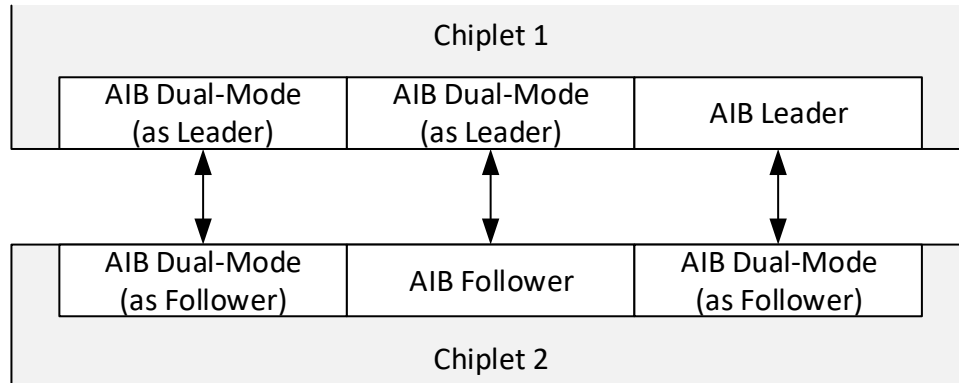 Chiplet 1
AIB Dual-Mode
(as Leader)
AIB Dual-Mode
(as Leader)
AIB Leader
AIB Dual-Mode
(as Follower)
AIB Follower
AIB Dual-Mode
(as Follower)
Chiplet 2